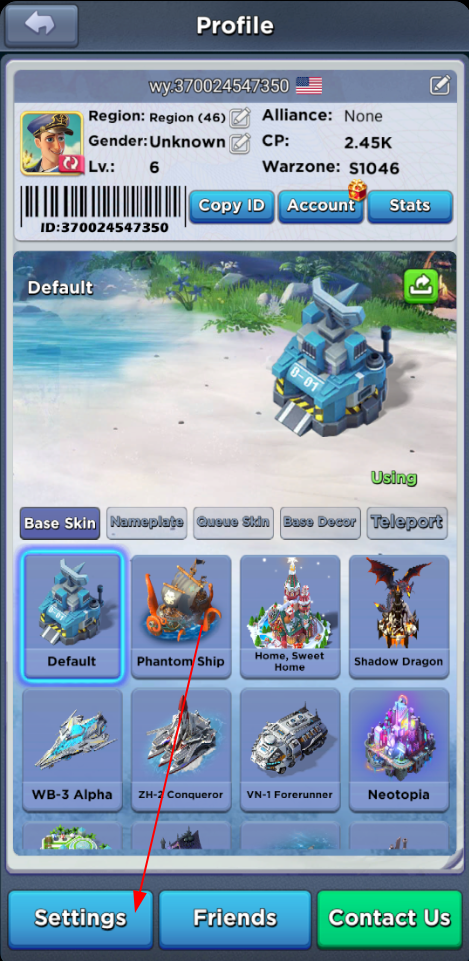 Profile
wy.370024547350
Region: Region (46)
Alliance: None
Gender: Unknown
CP: 2.45K
Lv.: 6
Warzone: S1046
ID:370024547350
Copy ID
Account
Stats
Default
B-01
Using
Base Skin
Nameplate
Queue Skin
Base Decor
Teleport
Default
Phantom Ship
Home, Sweet
Home
Shadow Dragon
WB-3 Alpha
ZH-2 Conqueror
VN-1 Forerunner
Neotopia
Settings
Friends
Contact Us